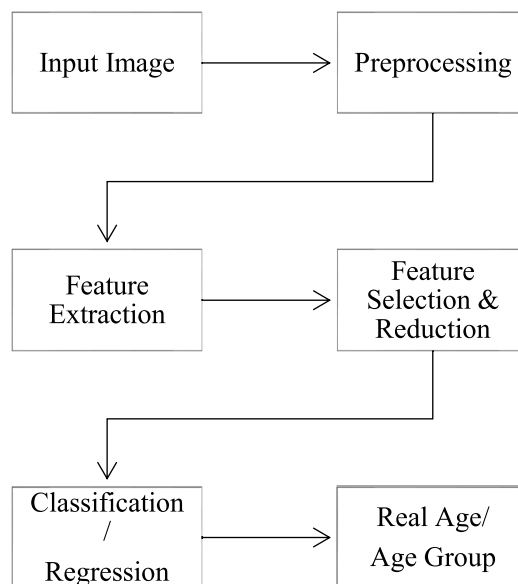 Input Image
Preprocessing
Feature
Extraction
Feature
Selection &
Reduction
Classification
/
Regression
Real Age/
Age Group